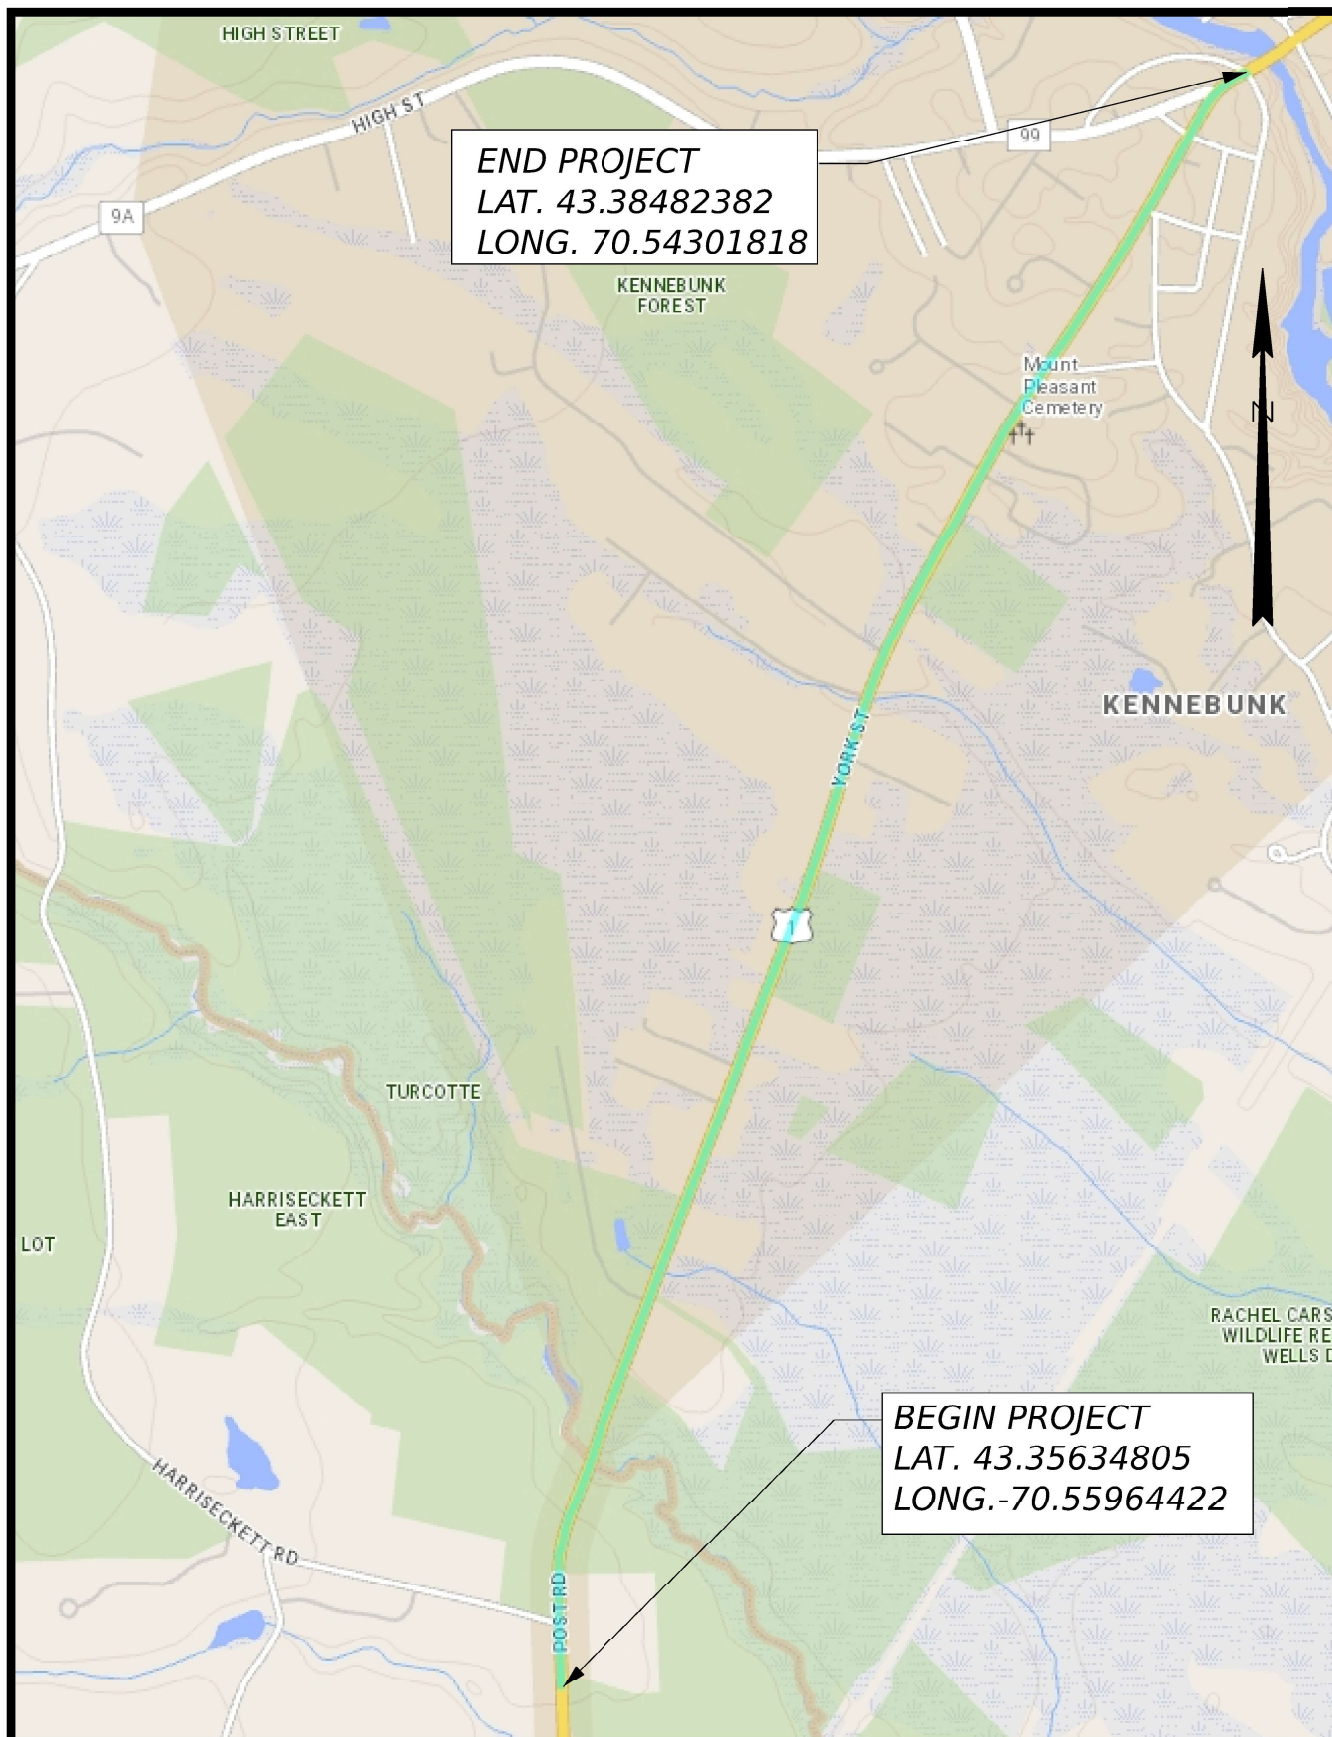 HIGH STREET
HIGH ST
99
END PROJECT
LAT. 43.38482382
LONG. 70.54301818
9A
KENNEBUNK
FOREST
Mount
Pleasant
Cemetery
N
KENNEBUNK
YORK ST
1
TURCOTTE
HARRISECKETT
EAST
LOT
RACHEL CARS
WILDLIFE RE
WELLS D
BEGIN PROJECT
LAT. 43.35634805
LONG.-70.55964422
HARRISECKETT RD
POST RD